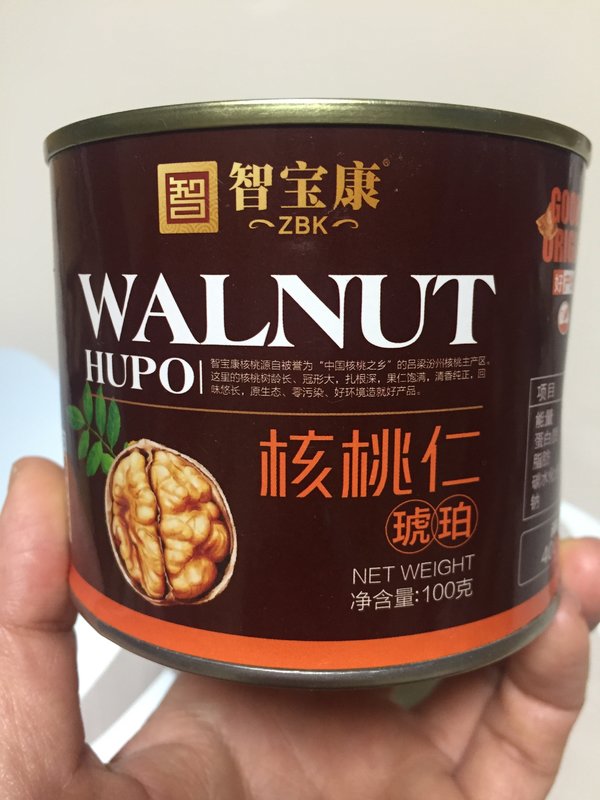 智
智宝康
ZBK
WALNUT
HUPO
智宝康核桃源自被誉为“中国核桃之乡”的吕梁汾州核桃主产区。
这里的核桃树龄长、冠形大，扎根深，果仁饱满，清香纯正，回
味悠长，原生态、零污染、好环境造就好产品。
核桃仁
琥珀
NET WEIGHT
净含量:100克
好
项目
能量
脂肪
钠